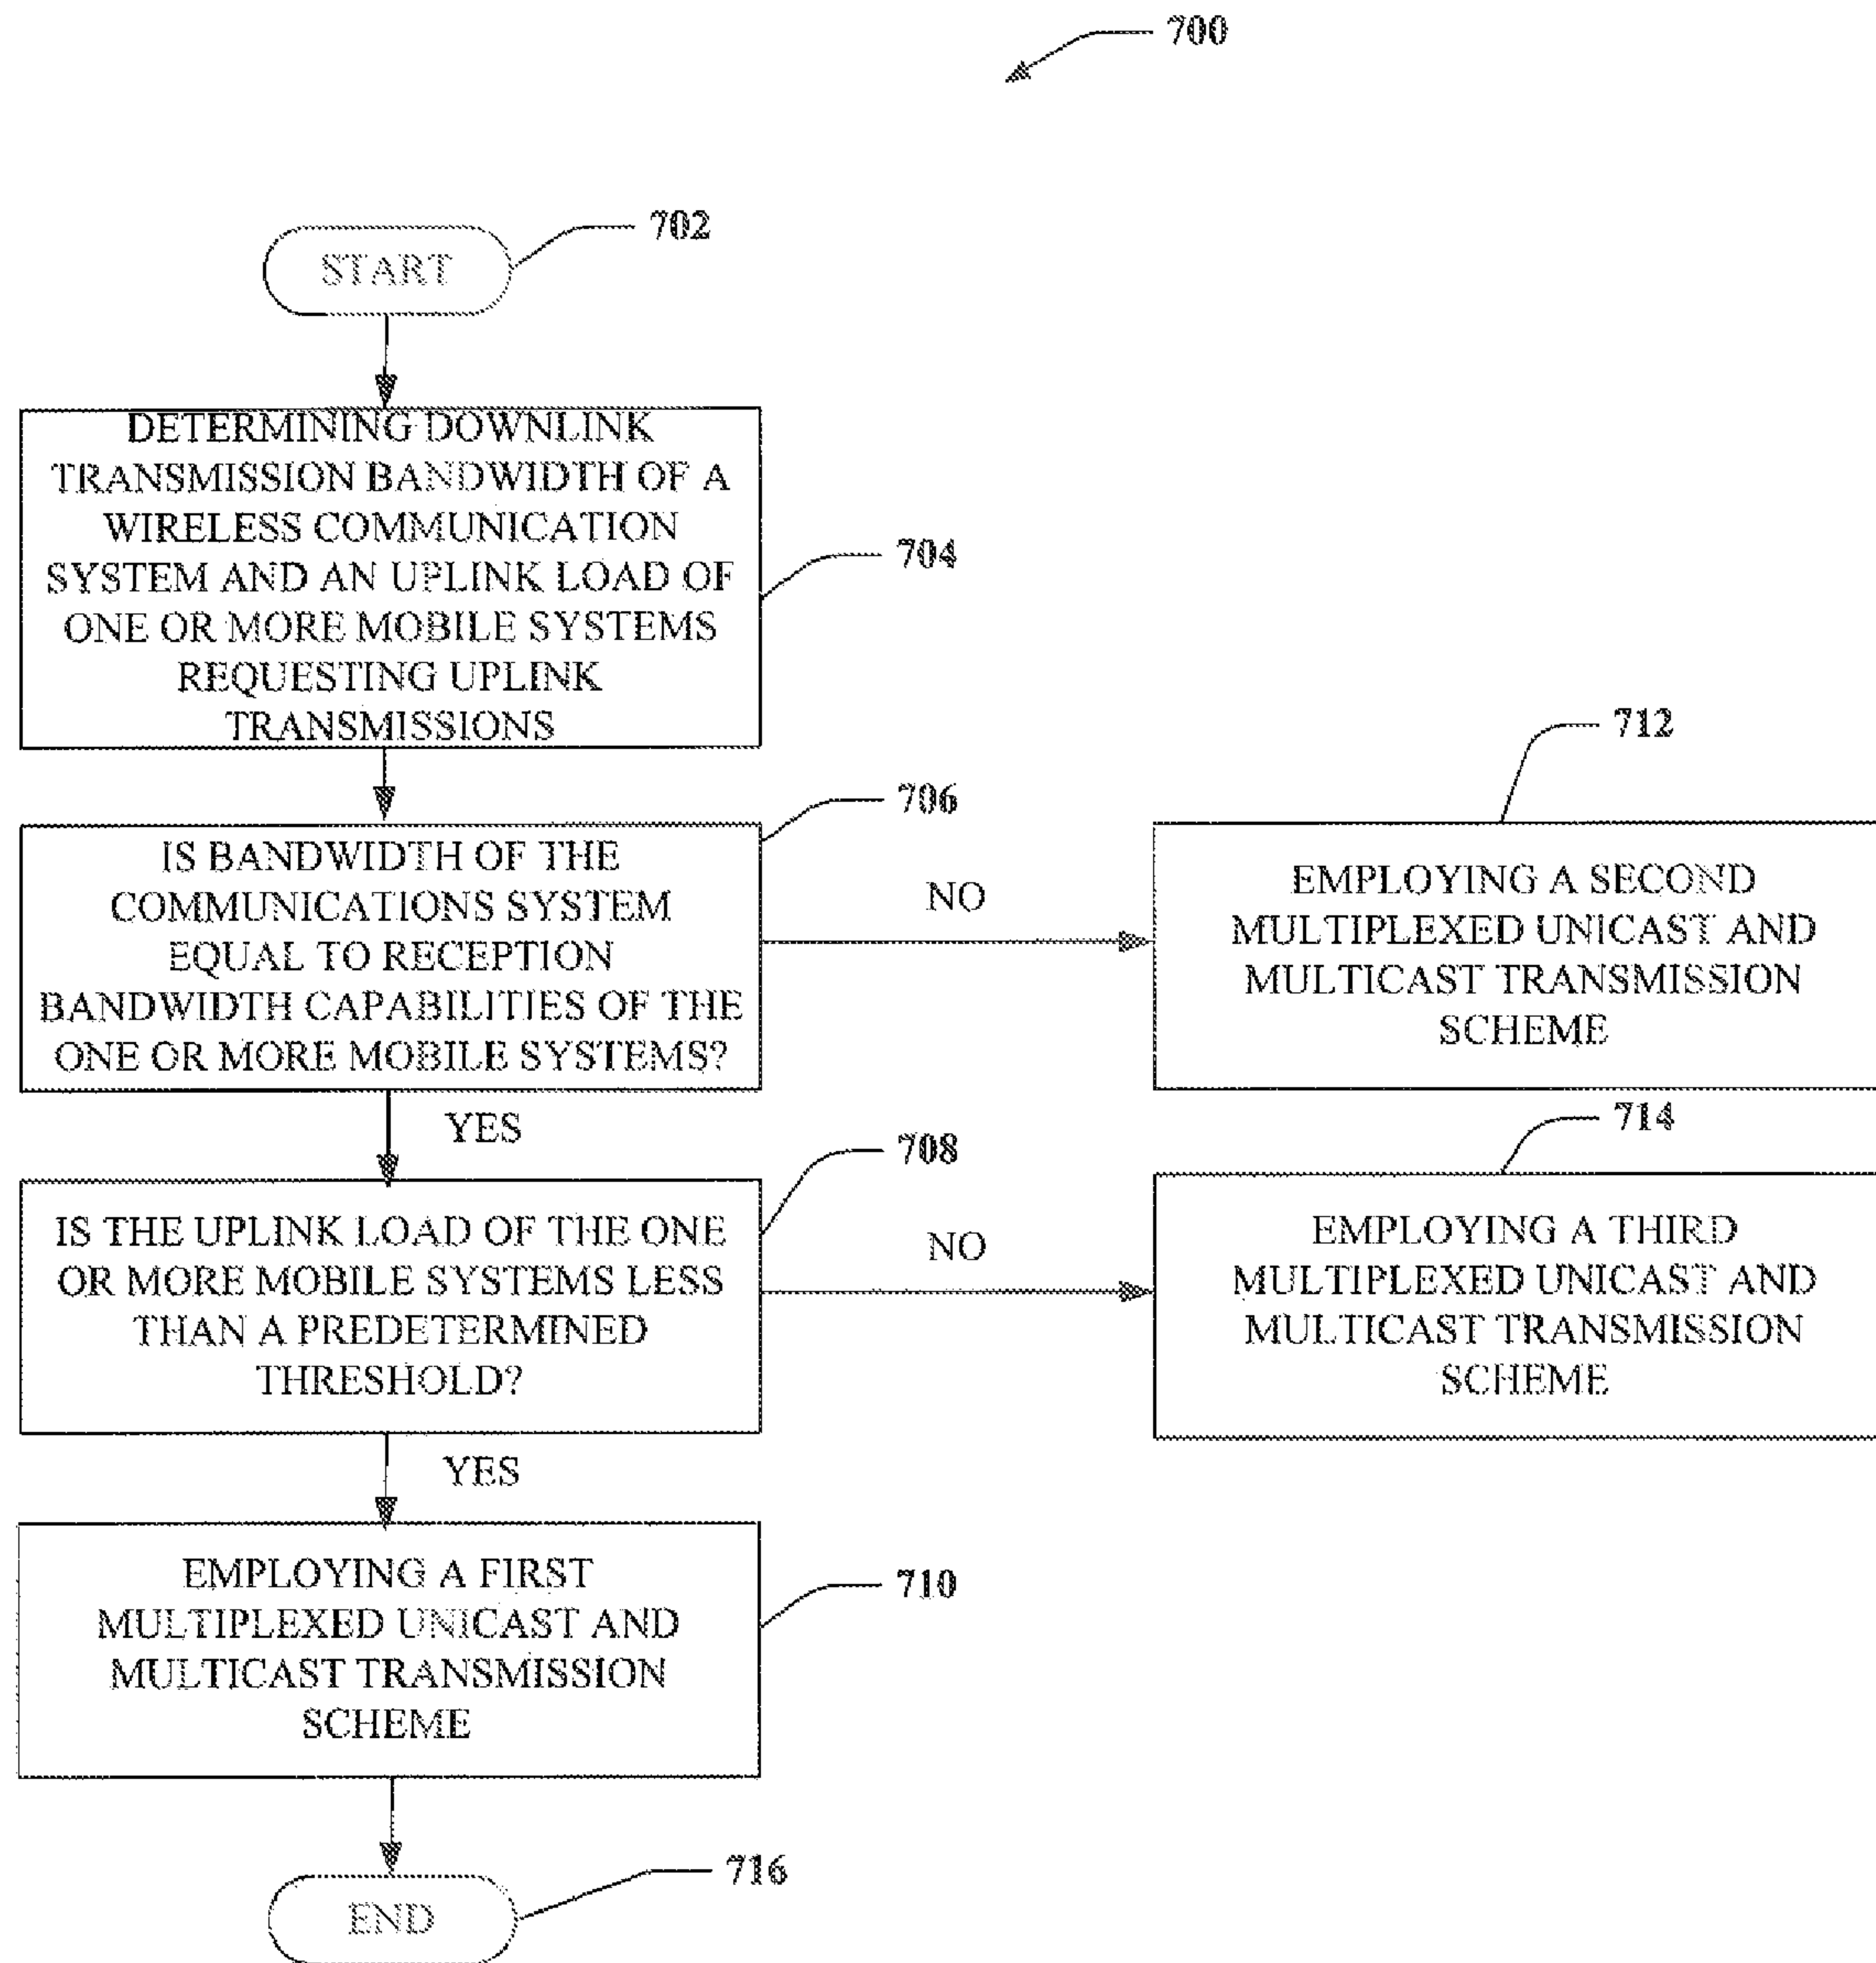 700
702
START
DETERMINING DOWNLINK
TRANSMISSION BANDWIDTH OF A
WIRELESS COMMUNICATION
SYSTEM AND AN UPLINK LOAD OF
ONE OR MORE MOBILE SYSTEMS
REQUESTING UPLINK
TRANSMISSIONS
704
706
IS BANDWIDTH OF THE
COMMUNICATIONS SYSTEM
EQUAL TO RECEPTION
BANDWIDTH CAPABILITIES OF THE
ONE OR MORE MOBILE SYSTEMS?
NO
712
EMPLOYING A SECOND
MULTIPLEXED UNICAST AND
MULTICAST TRANSMISSION
SCHEME
YES
708
IS THE UPLINK LOAD OF THE ONE
OR MORE MOBILE SYSTEMS LESS
THAN A PREDETERMINED
THRESHOLD?
NO
714
EMPLOYING A THIRD
MULTIPLEXED UNICAST AND
MULTICAST TRANSMISSION
SCHEME
YES
EMPLOYING A FIRST
MULTIPLEXED UNICAST AND
MULTICAST TRANSMISSION
SCHEME
710
716
END